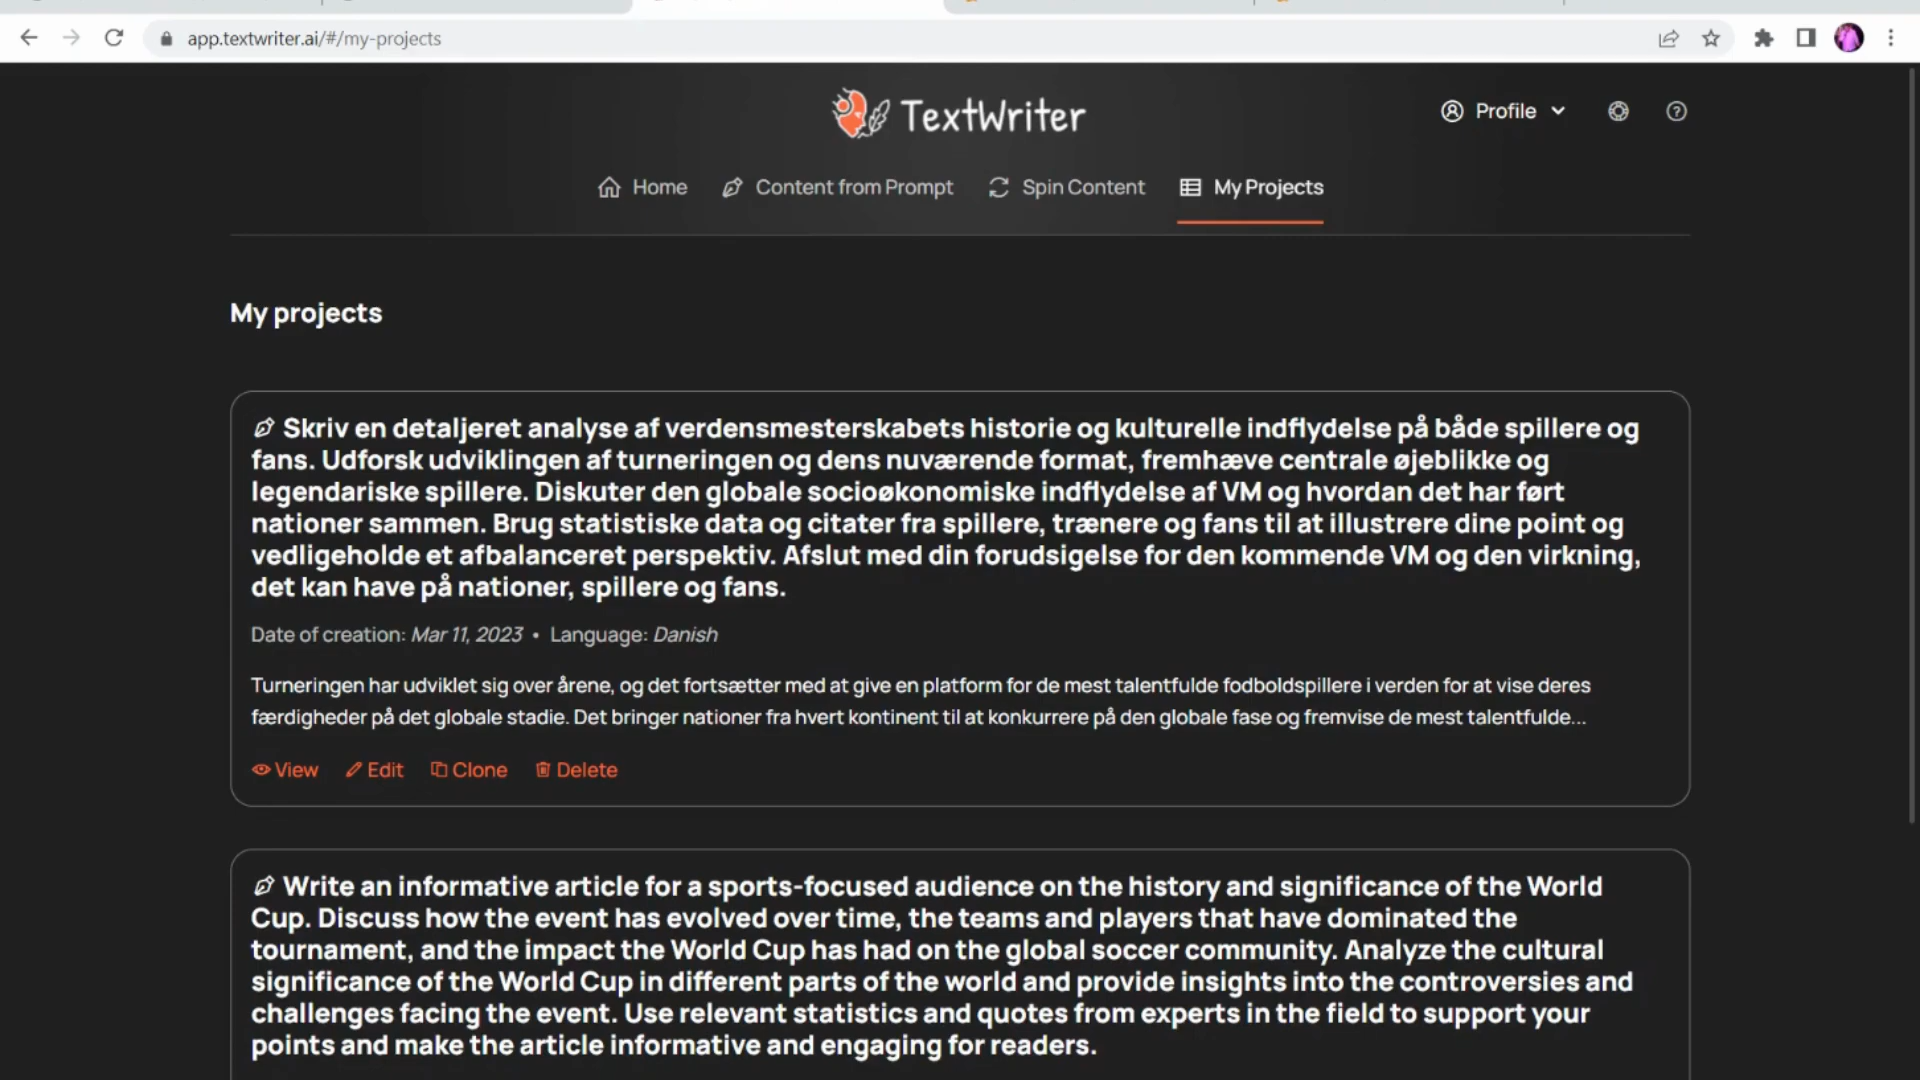 app.textwriter.ai/#/my-projects
TextWriter
Profile
Home
Content from Prompt
Spin Content
My Projects
My projects
Skriv en detaljeret analyse af verdensmesterskabets historie og kulturelle indflydelse på både spillere og
fans. Udforsk udviklingen af turneringen og dens nuværende format, fremhæve centrale øjeblikke og
legendariske spillere. Diskuter den globale socioøkonomiske indflydelse af VM og hvordan det har ført
nationer sammen. Brug statistiske data og citater fra spillere, trænere og fans til at illustrere dine point og
vedligeholde et afbalanceret perspektiv. Afslut med din forudsigelse for den kommende VM og den virkning,
det kan have på nationer, spillere og fans.
Date of creation: Mar 11, 2023 • Language: Danish
Turneringen har udviklet sig over årene, og det fortsætter med at give en platform for de mest talentfulde fodboldspillere i verden for at vise deres
færdigheder på det globale stadie. Det bringer nationer fra hvert kontinent til at konkurrere på den globale fase og fremvise de mest talentfulde...
View
Edit
Clone
Delete
Write an informative article for a sports-focused audience on the history and significance of the World
Cup. Discuss how the event has evolved over time, the teams and players that have dominated the
tournament, and the impact the World Cup has had on the global soccer community. Analyze the cultural
significance of the World Cup in different parts of the world and provide insights into the controversies and
challenges facing the event. Use relevant statistics and quotes from experts in the field to support your
points and make the article informative and engaging for readers.